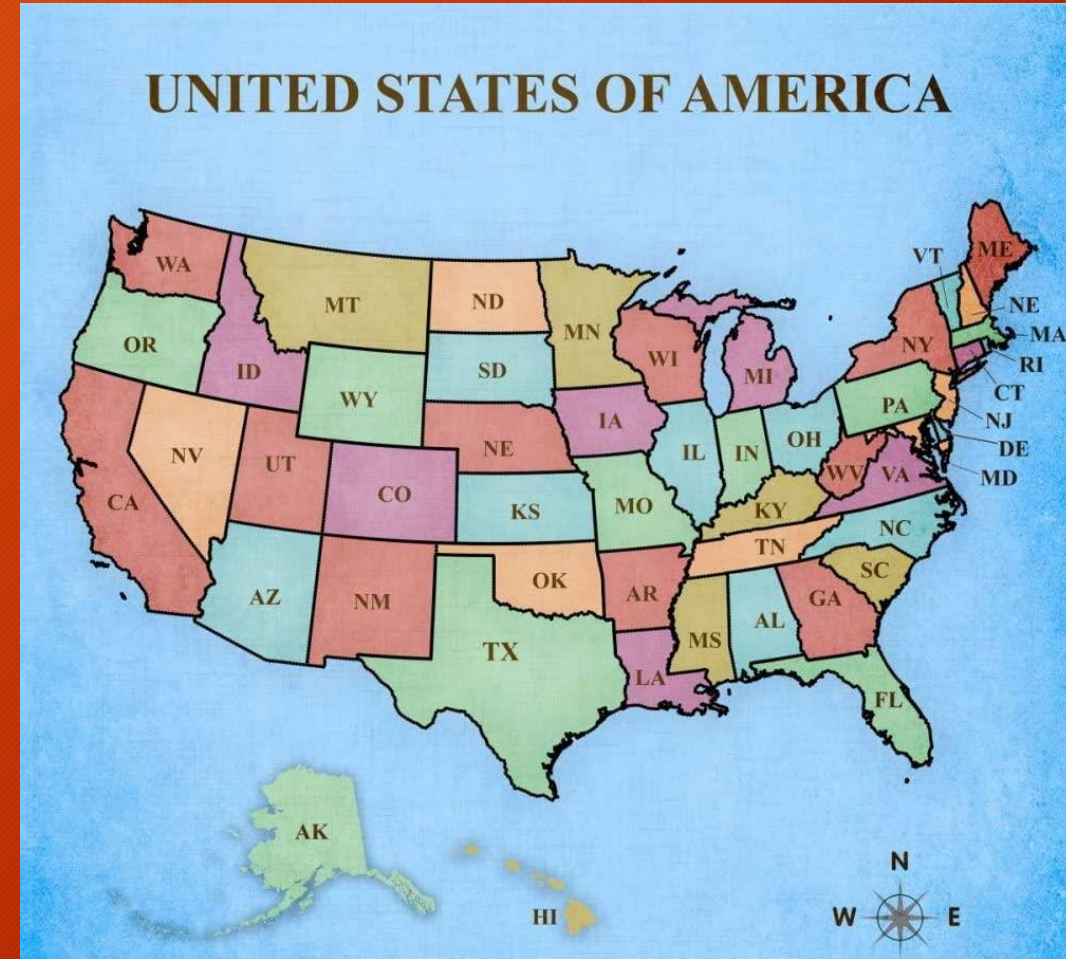 UNITED STATES OF AMERICA
VT
ME
WA
MT
ND
NE
MN
MA
OR
NY
WI
RI
ID
SD
MI
CT
WY
PA
NJ
IA
OH
NE
DE
NV
IL
IN
UT
WV
VA
MD
CO
CA
MO
KS
KY
NC
TN
SC
OK
AZ
NM
AR
GA
AL
MS
TX
LA
FL
AK
N
HI
W
E